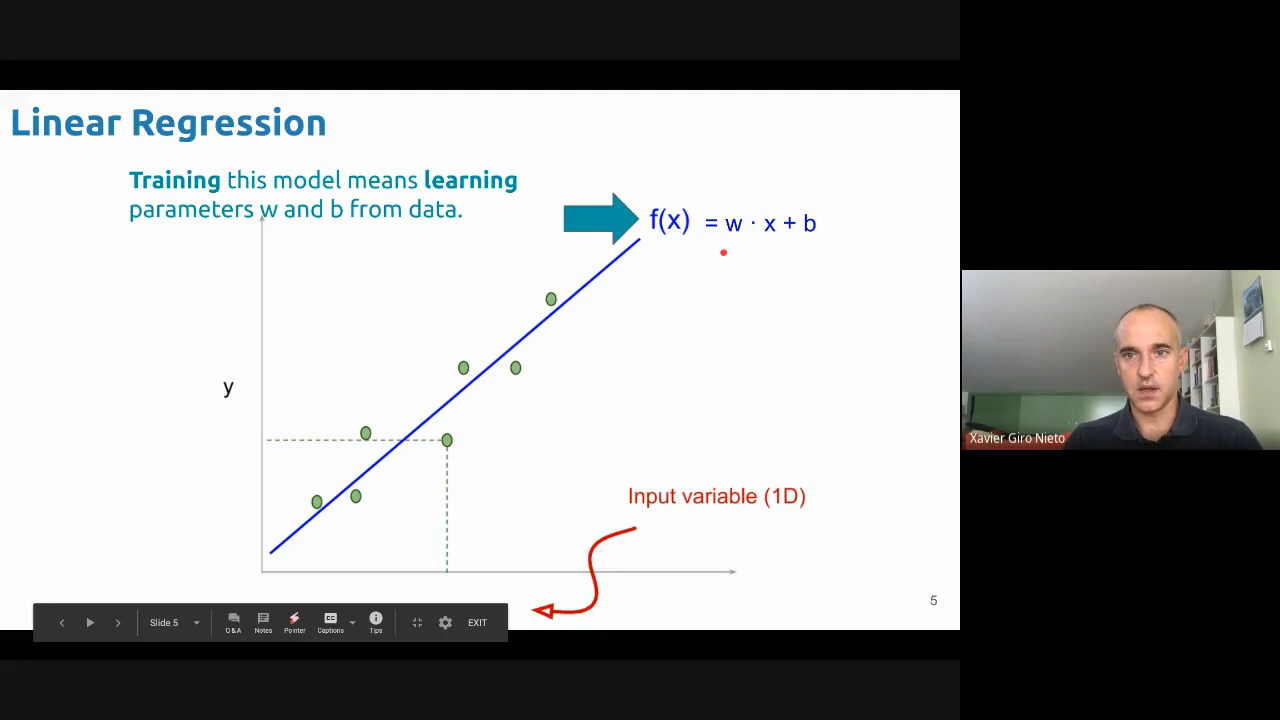 Linear Regression
Training this model means learning
parameters w and b from data.
f(x) = w · x + b
y
Input variable (1D)
Xavier Giro Nieto
5
Slide 5
Q&A
Notes
Pointer
Captions
Tips
EXIT